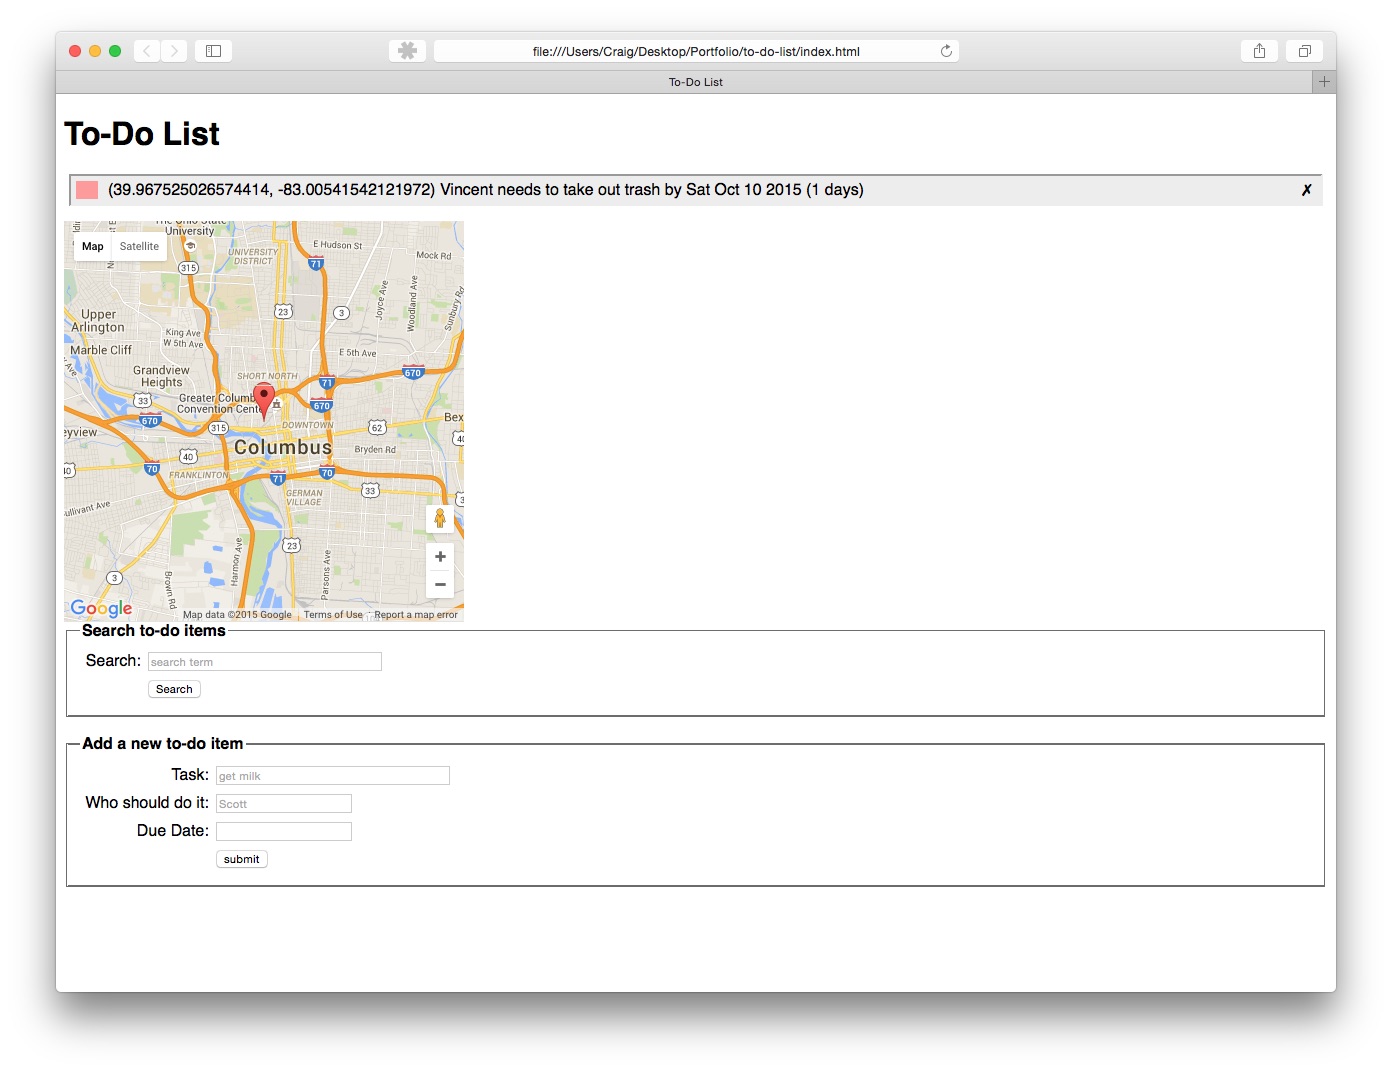 file:///Users/Craig/Desktop/Portfolio/to-do-list/index.html
To-Do List
To-Do List
(39.967525026574414, -83.00541542121972) Vincent needs to take out trash by Sat Oct 10 2015 (1 days) ✗
University
Map Satellite
E Hudson St
UNIVERSITY
DISTRICT
Mock Rd
71
315
Joyce Ave
Woodland Ave
Sunbury Rd
23
3
Upper
Arlington
King Ave
W 5th Ave
Marble Cliff
E 5th Ave
Grandview
Heights
SHORT NORTH
670
71
33
Greater Columb
Convention Cente
670
670
315
DOWNTOWN
62
Bex
eyview
Columbus
Bryden Rd
40
40
70
FRANKLINTON
71
70
33
GERMAN
VILLAGE
ullivant Ave
23
Harmon Ave
Parsons Ave
3
Brown Rd
+
−
Google
Map data ©2015 Google Terms of Use Report a map error
Search to-do items
Search: search term
Search
Add a new to-do item
Task: get milk
Who should do it: Scott
Due Date:
submit